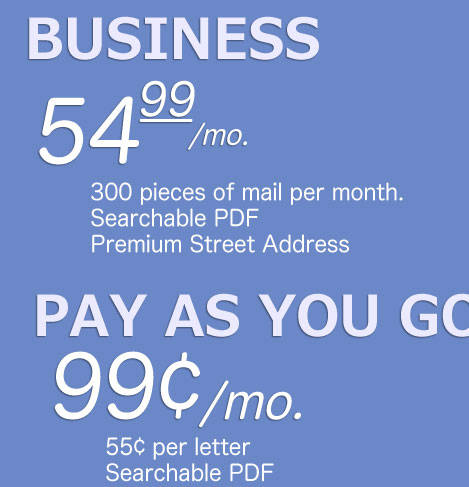 BUSINESS
54 99/mo.
300 pieces of mail per month.
Searchable PDF
Premium Street Address
PAY AS YOU GO
99¢/mo.
55¢ per letter
Searchable PDF